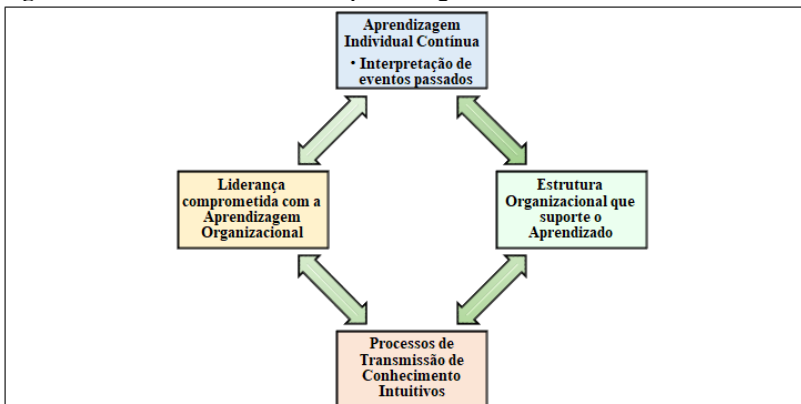 Aprendizagem
Individual Contínua
• Interpretação de
eventos passados
Liderança
comprometida com a
Aprendizagem
Organizacional
Estrutura
Organizacional que
suporte o
Aprendizado
Processos de
Transmissão de
Conhecimento
Intuitivos